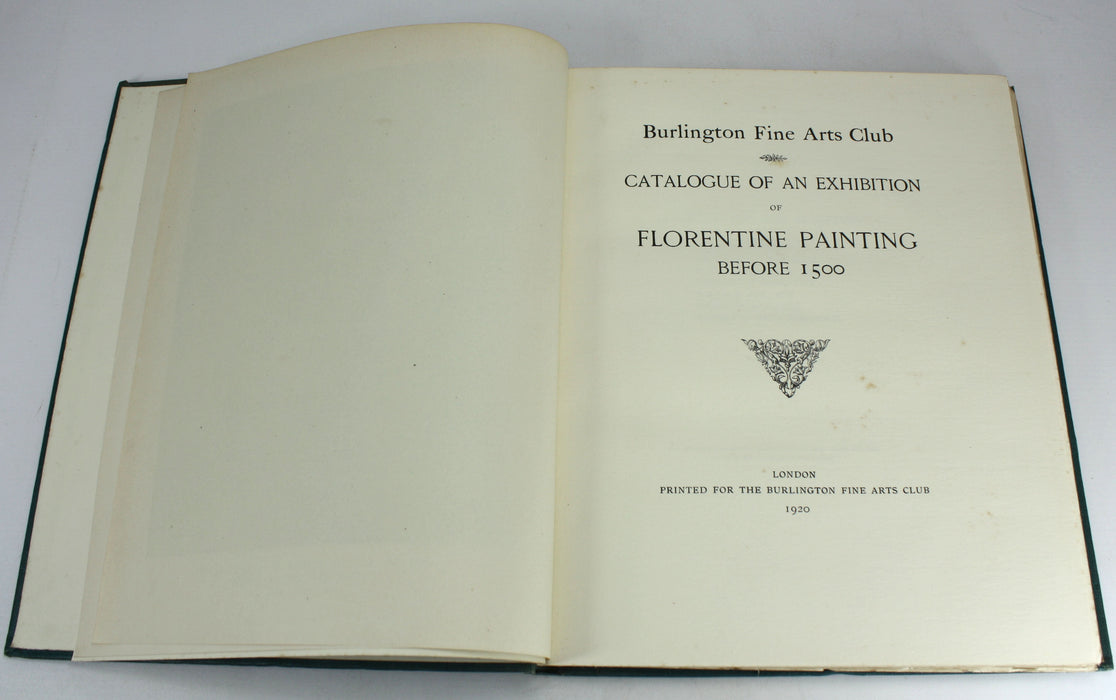 Burlington Fine Arts Club
CATALOGUE OF AN EXHIBITION
OF
FLORENTINE PAINTING
BEFORE 1500
LONDON
PRINTED FOR THE BURLINGTON FINE ARTS CLUB
1920